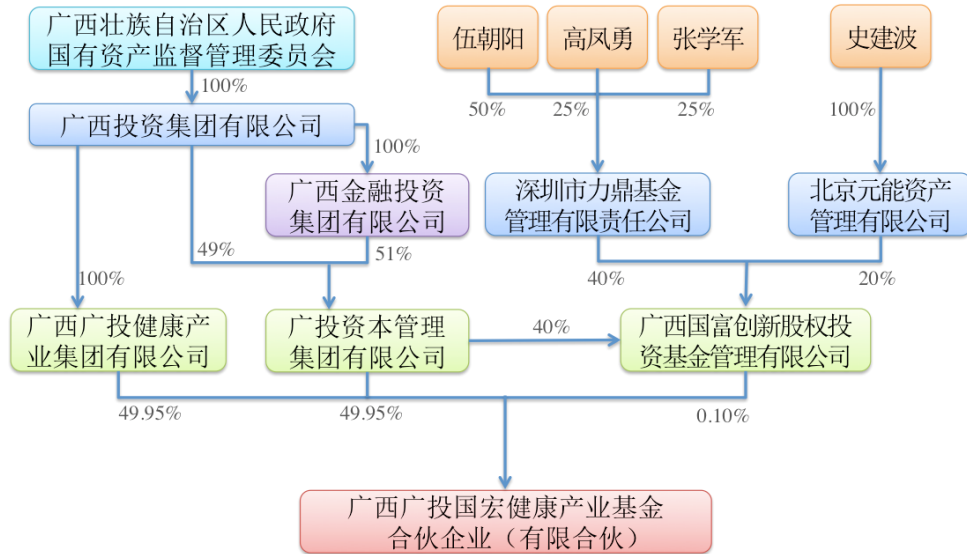 广西壮族自治区人民政府
国有资产监督管理委员会
伍朝阳
高凤勇
张学军
史建波
100%
50%
25%
25%
100%
广西投资集团有限公司
100%
广西金融投资
集团有限公司
深圳市力鼎基金
管理有限责任公司
北京元能资产
管理有限公司
49%
51%
100%
40%
20%
广西广投健康产
业集团有限公司
广投资本管理
集团有限公司
40%
广西国富创新股权投
资基金管理有限公司
49.95%
49.95%
0.10%
广西广投国宏健康产业基金
合伙企业（有限合伙）